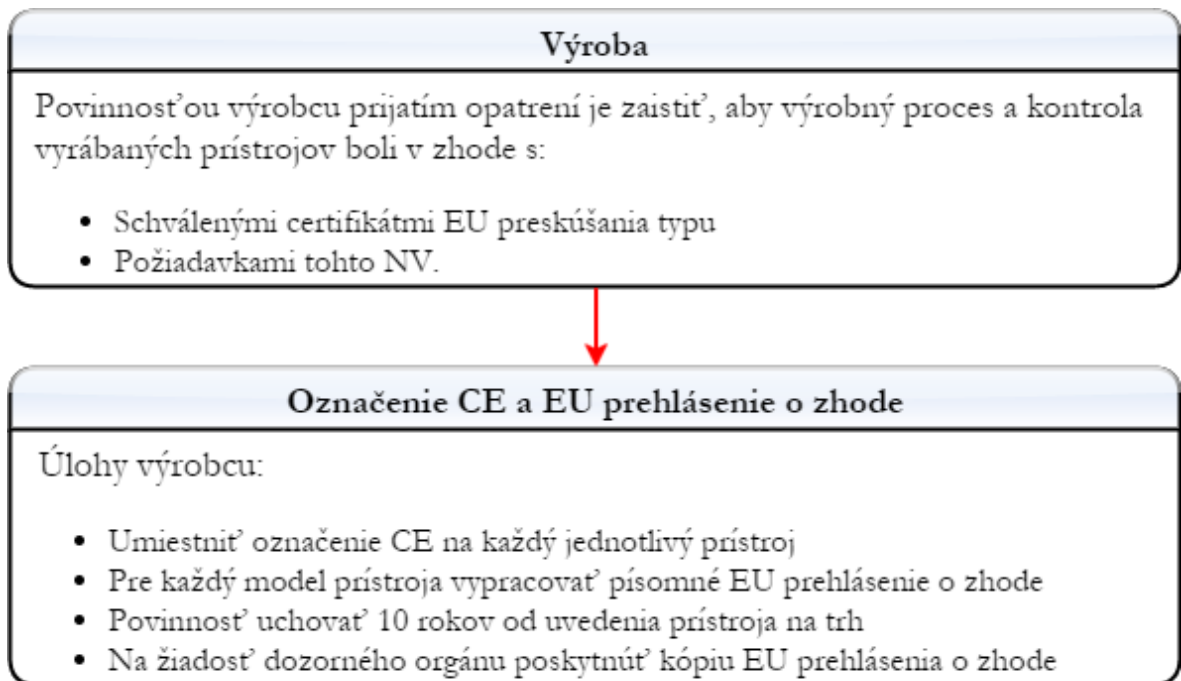 Výroba
Povinnosťou výrobcu prijatím opatrení je zaistiť, aby výrobný proces a kontrola
vyrábaných prístrojov boli v zhode s:
• Schválenými certifikátmi EU preskúšania typu
• Požiadavkami tohto NV.
Označenie CE a EU prehlásenie o zhode
Úlohy výrobcu:
• Umiestniť označenie CE na každý jednotlivý prístroj
• Pre každý model prístroja vypracovať písomné EU prehlásenie o zhode
• Povinnosť uchovať 10 rokov od uvedenia prístroja na trh
• Na žiadosť dozorného orgánu poskytnúť kópiu EU prehlásenia o zhode